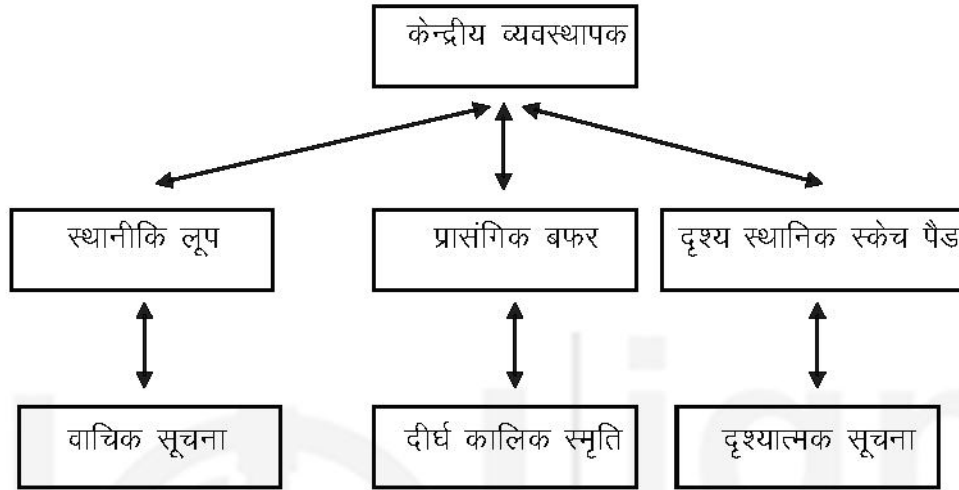 केन्द्रीय व्यवस्थापक
स्थानीकि लूप
प्रासंगिक बफर
दृश्य स्थानिक स्केच पैड
वाचिक सूचना
दीर्घ कालिक स्मृति
दृश्यात्मक सूचना